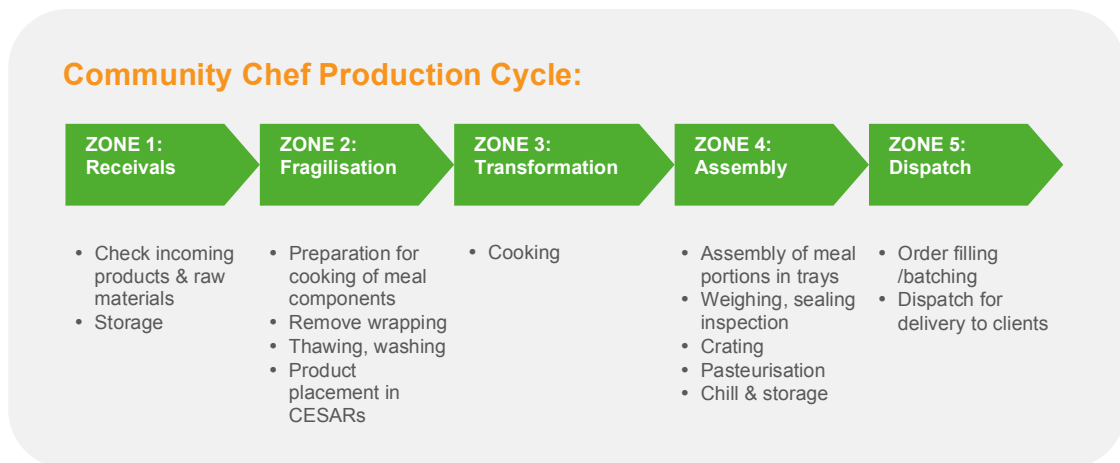 Community Chef Production Cycle:
ZONE 1:
Receivals
ZONE 2:
Fragilisation
ZONE 3:
Transformation
ZONE 4:
Assembly
ZONE 5:
Dispatch
• Check incoming
products & raw
materials
• Storage
• Preparation for
cooking of meal
components
• Remove wrapping
• Thawing, washing
• Product
placement in
CESARs
• Cooking
• Assembly of meal
portions in trays
• Weighing, sealing
inspection
• Crating
• Pasteurisation
• Chill & storage
• Order filling
/batching
• Dispatch for
delivery to clients